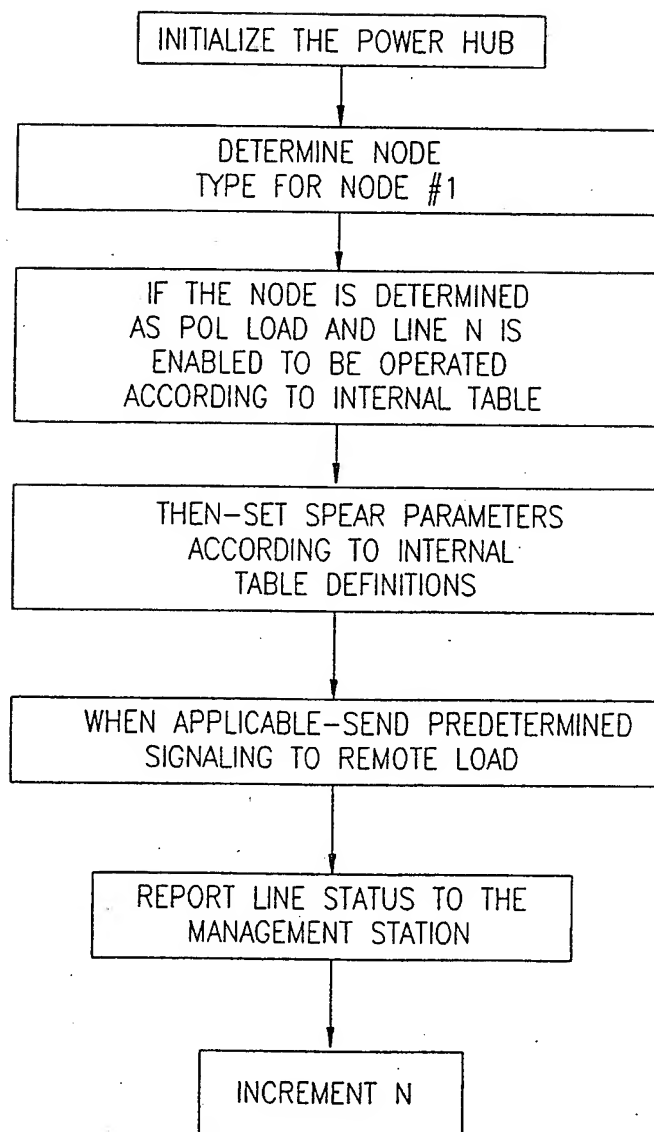 INITIALIZE THE POWER HUB
DETERMINE NODE
TYPE FOR NODE #1
IF THE NODE IS DETERMINED
AS POL LOAD AND LINE N IS
ENABLED TO BE OPERATED
ACCORDING TO INTERNAL TABLE
THEN-SET SPEAR PARAMETERS
ACCORDING TO INTERNAL
TABLE DEFINITIONS
WHEN APPLICABLE-SEND PREDETERMINED
SIGNALING TO REMOTE LOAD
REPORT LINE STATUS TO THE
MANAGEMENT STATION
INCREMENT N